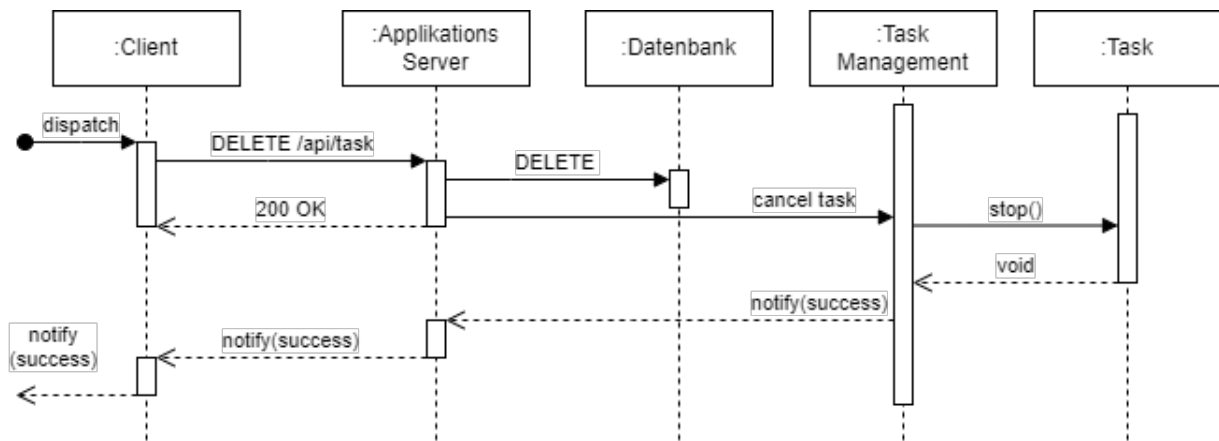 :Client
:Applikations
Server
:Datenbank
:Task
Management
:Task
dispatch
DELETE /api/task
DELETE
200 OK
cancel task
stop()
void
notify(success)
notify(success)
notify
(success)